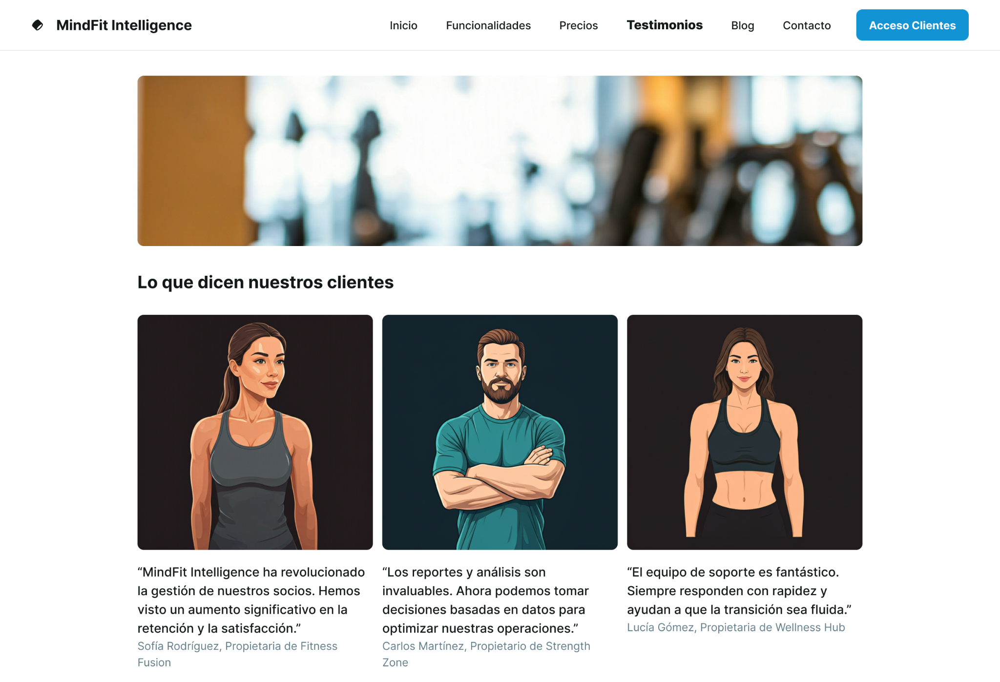 MindFit Intelligence
Inicio
Funcionalidades
Precios
Testimonios
Blog
Contacto
Acceso Clientes
Lo que dicen nuestros clientes
“MindFit Intelligence ha revolucionado
la gestión de nuestros socios. Hemos
visto un aumento significativo en la
retención y la satisfacción.”
Sofía Rodríguez, Propietaria de Fitness
Fusion
“Los reportes y análisis son
invaluables. Ahora podemos tomar
decisiones basadas en datos para
optimizar nuestras operaciones.”
Carlos Martínez, Propietario de Strength
Zone
“El equipo de soporte es fantástico.
Siempre responden con rapidez y
ayudan a que la transición sea fluida.”
Lucía Gómez, Propietaria de Wellness Hub